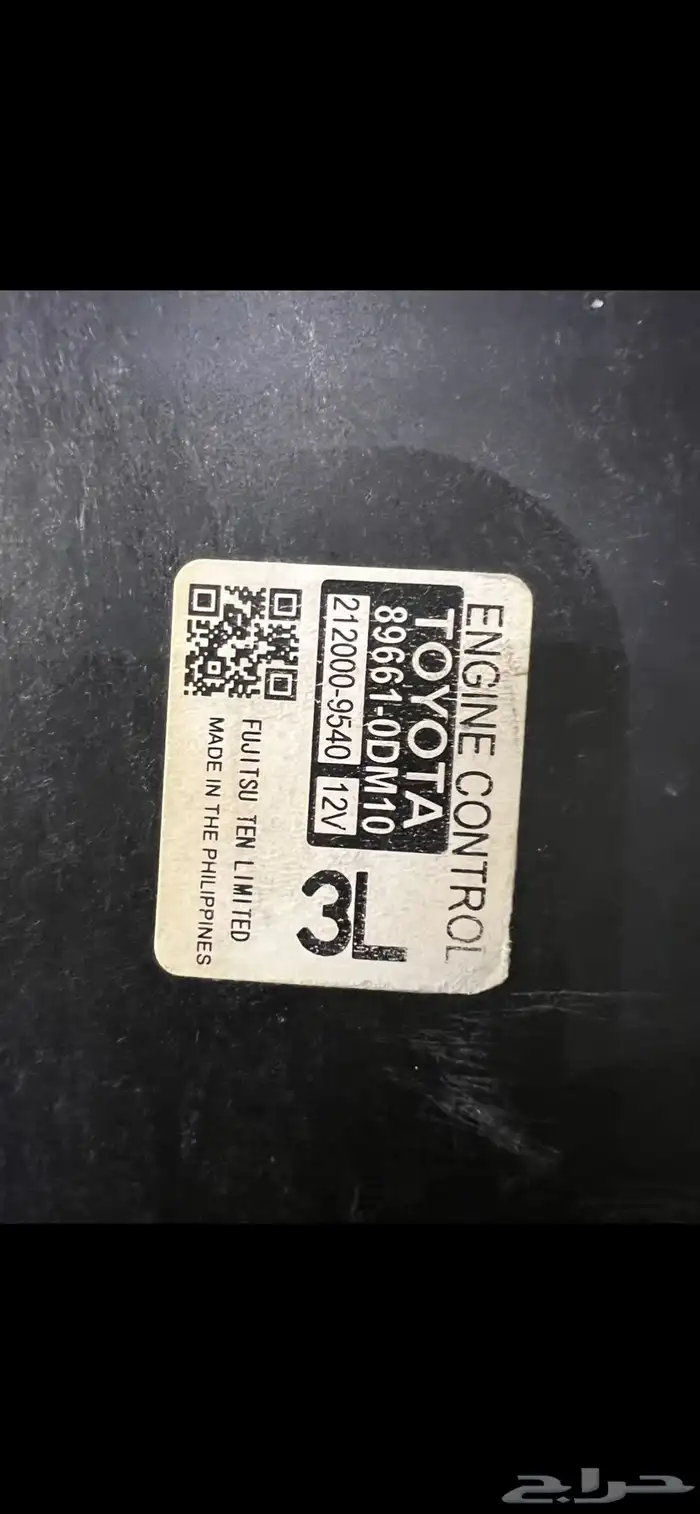 ENGINE CONTROL
TOYOTA
89661-0DM10
212000-9540 12V
3L
FUJITSU TEN LIMITED
MADE IN THE PHILIPPINES
حراج